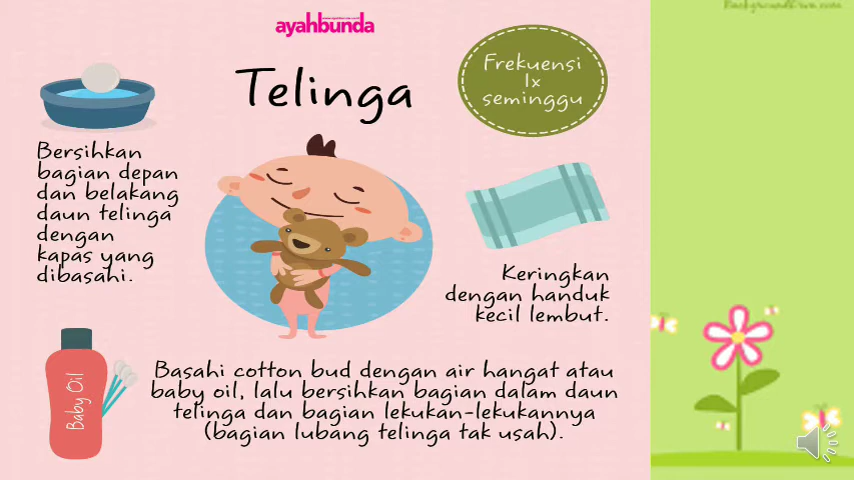 ayahbunda
Telinga
Frekuensi
1x
seminggu
Bersihkan
bagian depan
dan belakang
daun telinga
dengan
kapas yang
dibasahi.
Keringkan
dengan handuk
kecil lembut.
Baby Oil
Basahi cotton bud dengan air hangat atau
baby oil, lalu bersihkan bagian dalam daun
telinga dan bagian lekukan-lekukannya
(bagian lubang telinga tak usah).